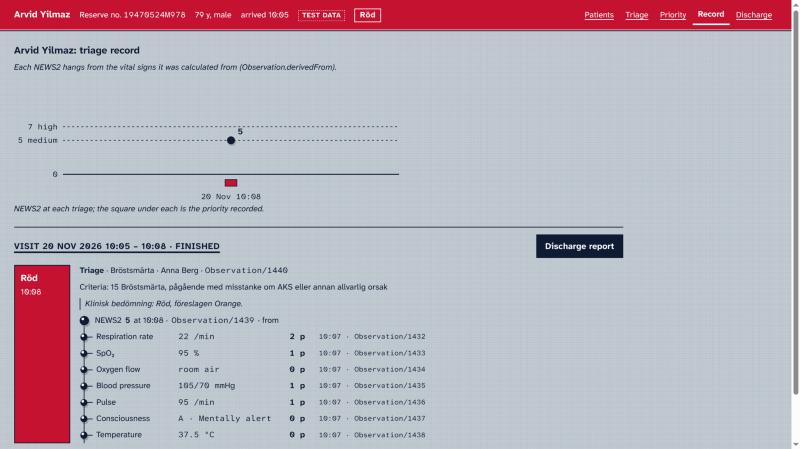 Arvid Yilmaz Reserve no. 19470524M978 79 y, male arrived 10:05 TEST DATA Röd Patients Triage Priority Record Discharge
Arvid Yilmaz: triage record
Each NEWS2 hangs from the vital signs it was calculated from (Observation.derivedFrom).
7 high
5
5 medium
0
20 Nov 10:08
NEWS2 at each triage; the square under each is the priority recorded.
VISIT 20 NOV 2026 10:05 – 10:08 · FINISHED Discharge report
Röd
10:08
Triage · Bröstsmärta · Anna Berg · Observation/1440
Criteria: 15 Bröstsmärta, pågående med misstanke om AKS eller annan allvarlig orsak
Klinisk bedömning: Röd, föreslagen Orange.
NEWS2 5 at 10:08 · Observation/1439 · from
Respiration rate 22 /min 2 p 10:07 · Observation/1432
SpO₂ 95 % 1 p 10:07 · Observation/1433
Oxygen flow room air 0 p 10:07 · Observation/1434
Blood pressure 105/70 mmHg 1 p 10:07 · Observation/1435
Pulse 95 /min 1 p 10:07 · Observation/1436
Consciousness A · Mentally alert 0 p 10:07 · Observation/1437
Temperature 37.5 °C 0 p 10:07 · Observation/1438